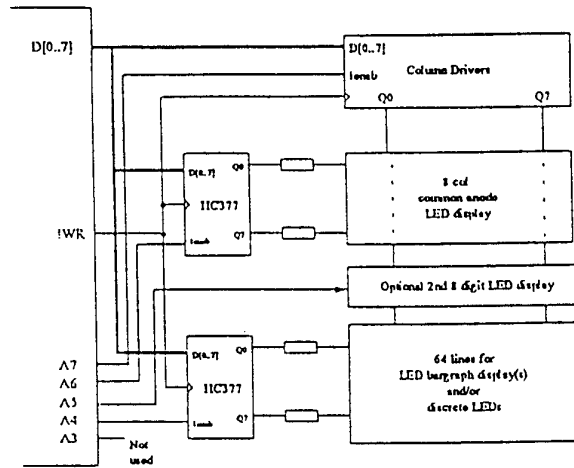 D[0..7]
D[0..7]
!enab
Column Drivers
Q0
Q7
D[0..7]
Q0
HC377
!enab
Q7
8 col
common anode
LED display
!WR
Optional 2nd 8 digit LED display
D[0..7]
Q0
HC377
!enab
Q7
64 lines for
LED bargraph display(s)
and/or
discrete LEDs
A7
A6
A5
A4
A3
Not
used